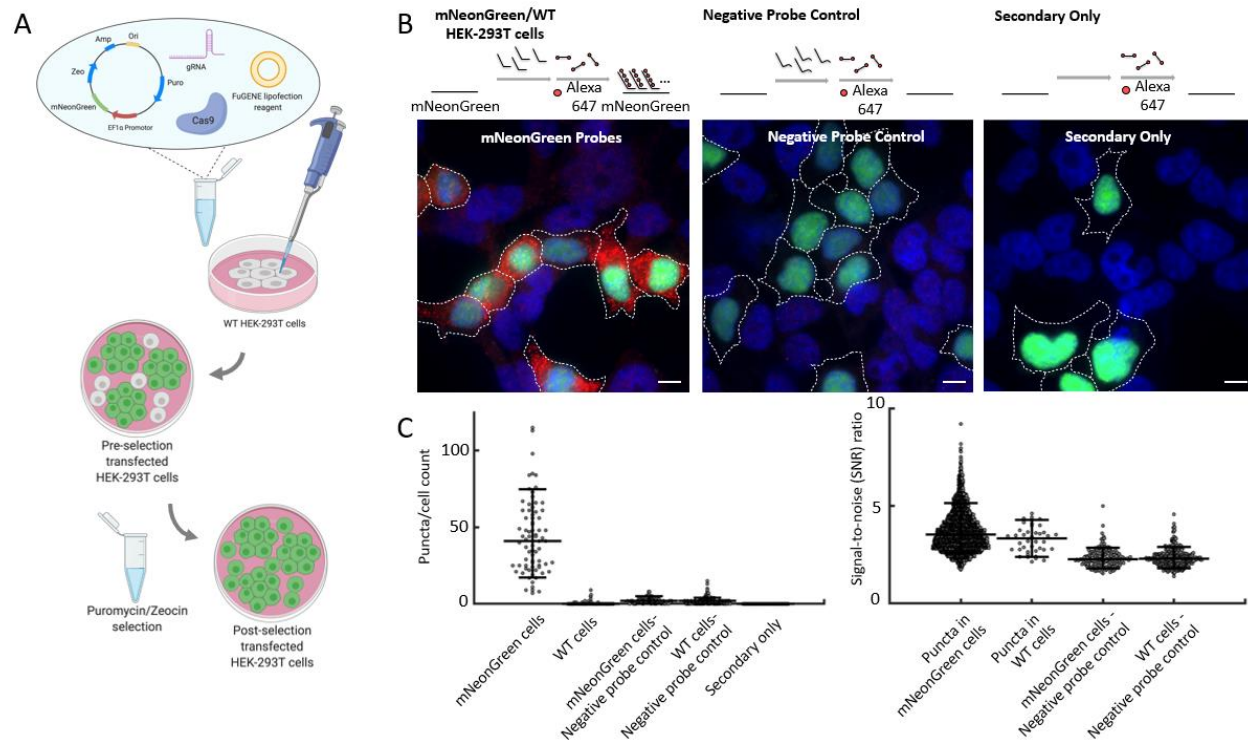 A
Amp
Ori
Zeo
Puro
mNeonGreen
EF1α Promotor
gRNA
FuGENE lipofection
reagent
Cas9
WT HEK-293T cells
Pre-selection
transfected
HEK-293T cells
Puromycin/Zeocin
selection
Post-selection
transfected
HEK-293T cells
B
mNeonGreen/WT
HEK-293T cells
Negative Probe Control
Secondary Only
mNeonGreen
Alexa
647
mNeonGreen
...
Alexa
647
Alexa
647
mNeonGreen Probes
Negative Probe Control
Secondary Only
C
Puncta/cell count
100
50
0
mNeonGreen cells
WT cells
mNeonGreen cells-
Negative probe control
WT cells-
Negative probe control
Secondary only
Signal-to-noise (SNR) ratio
10
5
0
Puncta in
mNeonGreen cells
Puncta in
WT cells
mNeonGreen cells -
Negative probe control
WT cells -
Negative probe control